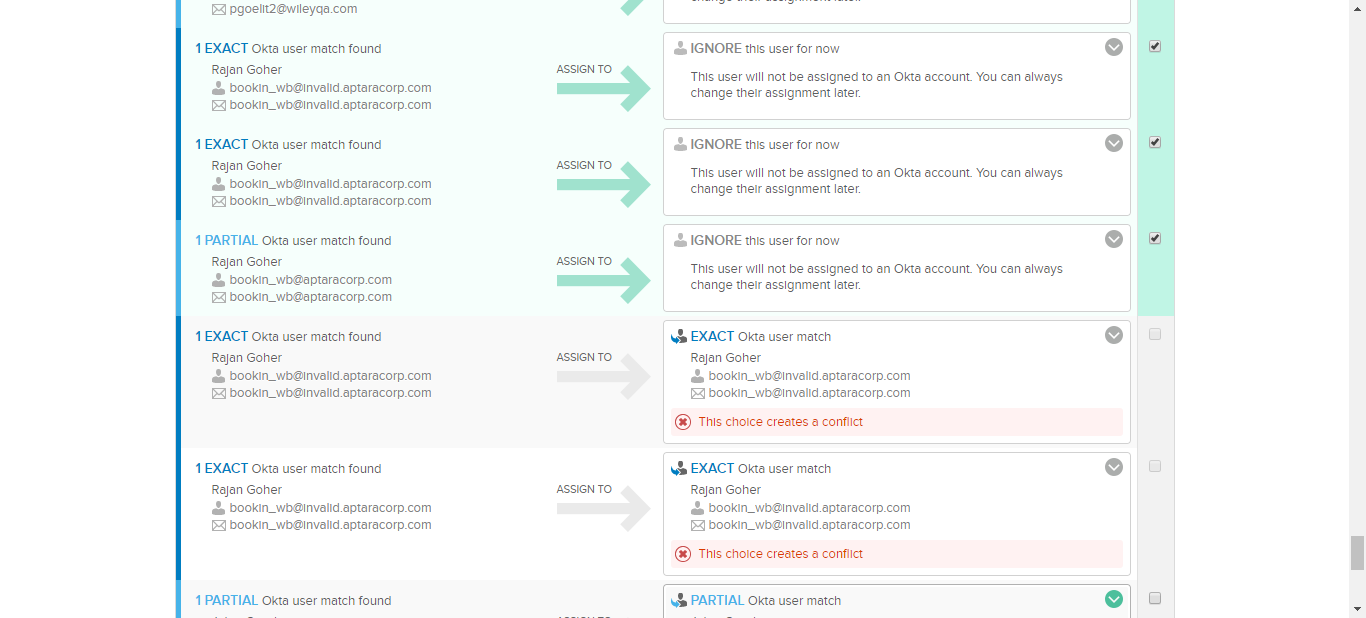 pgoelit2@wileyqa.com
1 EXACT Okta user match found
Rajan Goher
bookin_wb@invalid.aptaracorp.com
bookin_wb@invalid.aptaracorp.com
ASSIGN TO
IGNORE this user for now
This user will not be assigned to an Okta account. You can always
change their assignment later.
1 EXACT Okta user match found
Rajan Goher
bookin_wb@invalid.aptaracorp.com
bookin_wb@invalid.aptaracorp.com
ASSIGN TO
IGNORE this user for now
This user will not be assigned to an Okta account. You can always
change their assignment later.
1 PARTIAL Okta user match found
Rajan Goher
bookin_wb@aptaracorp.com
bookin_wb@aptaracorp.com
ASSIGN TO
IGNORE this user for now
This user will not be assigned to an Okta account. You can always
change their assignment later.
1 EXACT Okta user match found
Rajan Goher
bookin_wb@invalid.aptaracorp.com
bookin_wb@invalid.aptaracorp.com
ASSIGN TO
EXACT Okta user match
Rajan Goher
bookin_wb@invalid.aptaracorp.com
bookin_wb@invalid.aptaracorp.com
This choice creates a conflict
1 EXACT Okta user match found
Rajan Goher
bookin_wb@invalid.aptaracorp.com
bookin_wb@invalid.aptaracorp.com
ASSIGN TO
EXACT Okta user match
Rajan Goher
bookin_wb@invalid.aptaracorp.com
bookin_wb@invalid.aptaracorp.com
This choice creates a conflict
1 PARTIAL Okta user match found
PARTIAL Okta user match